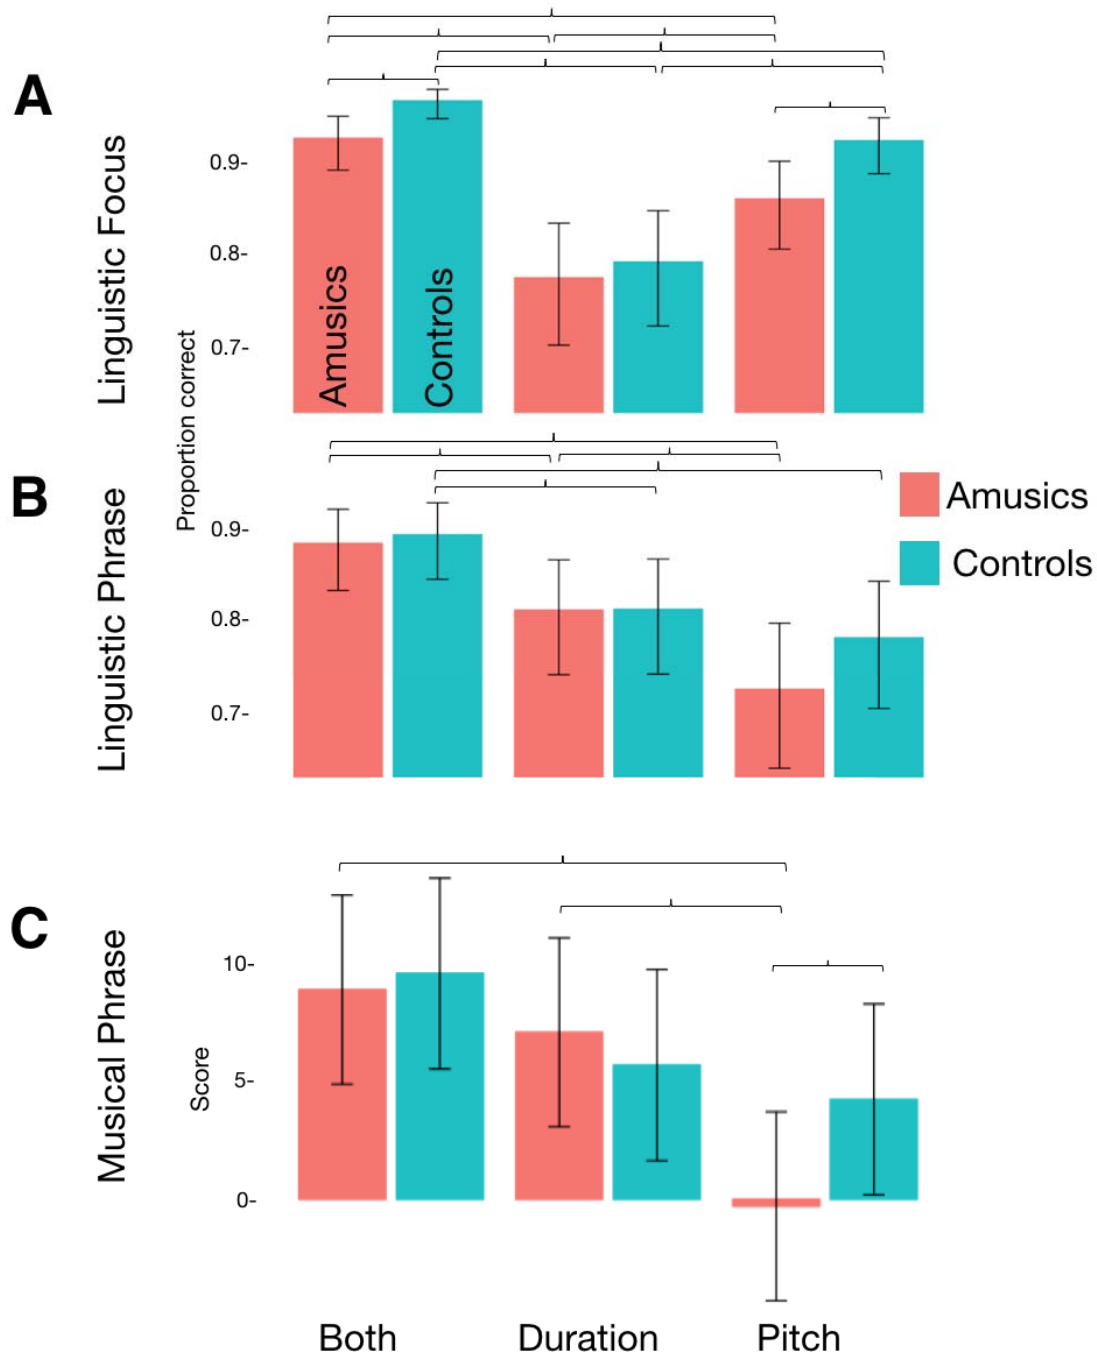 A
Linguistic Focus
0.9-
0.8-
0.7-
Amusics
Controls
Proportion correct
B
Linguistic Phrase
0.9-
0.8-
0.7-
Amusics
Controls
C
Musical Phrase
Score
10-
5-
0-
Both Duration Pitch